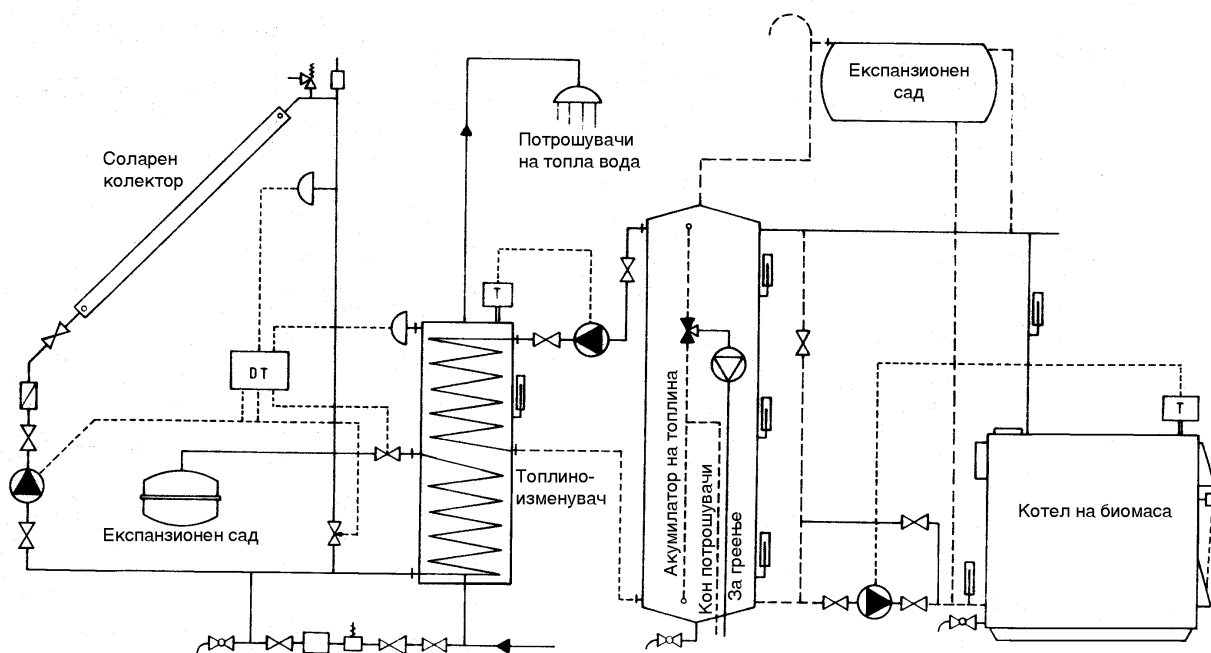 Експанзионен
сад
Потрошувачи
на топла вода
Соларен
колектор
T
DT
T
Акумилатор на топлина
Кон потрошувачи
За греење
Топлино-
изменувач
Котел на биомаса
Експанзионен сад